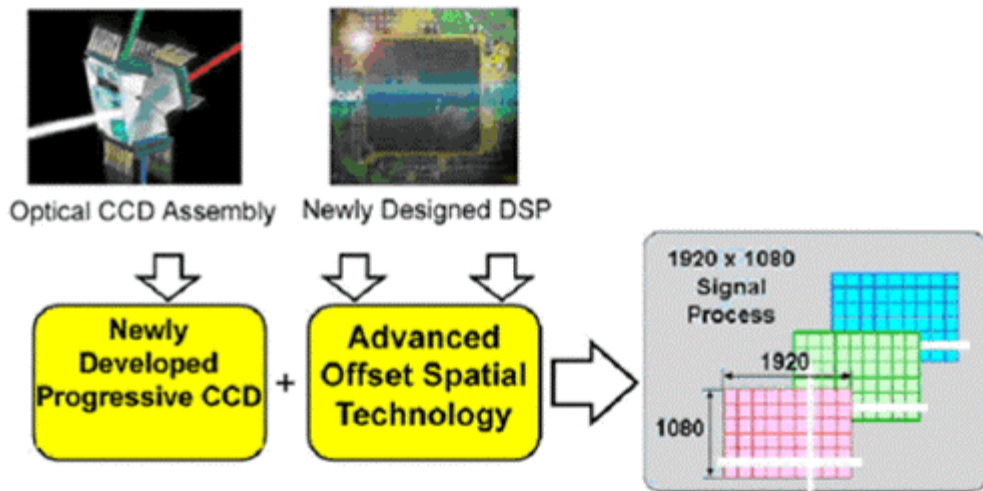 Optical CCD Assembly
Newly Designed DSP
Newly
Developed
Progressive CCD
+
Advanced
Offset Spatial
Technology
1920 x 1080
Signal
Process
1920
1080